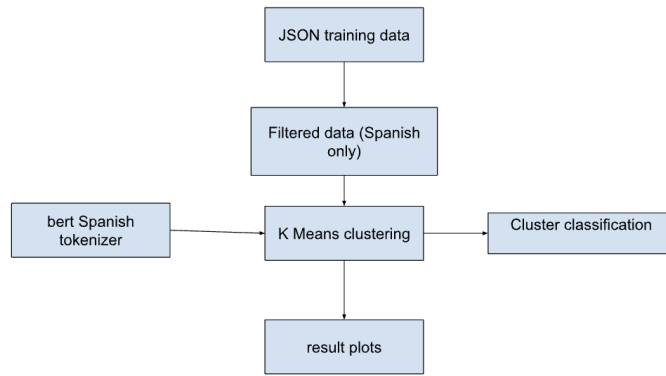 JSON training data
Filtered data (Spanish
only)
bert Spanish
tokenizer
K Means clustering
Cluster classification
result plots